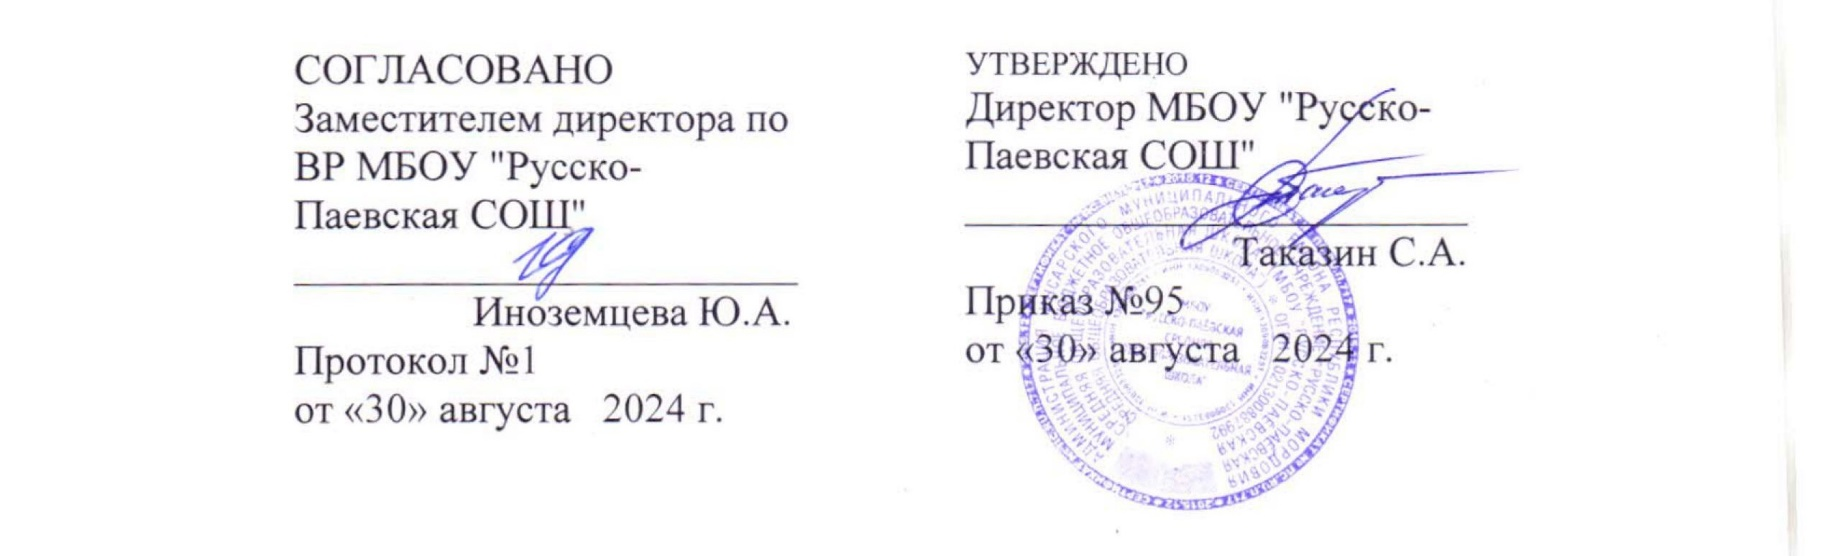 СОГЛАСОВАНО
Заместителем директора по
ВР МБОУ "Русско-
Паевская СОШ"
Иноземцева Ю.А.
Протокол №1
от «30» августа 2024 г.
УТВЕРЖДЕНО
Директор МБОУ "Русско-
Паевская СОШ"
Таказин С.А.
Приказ №95
от «30» августа 2024 г.